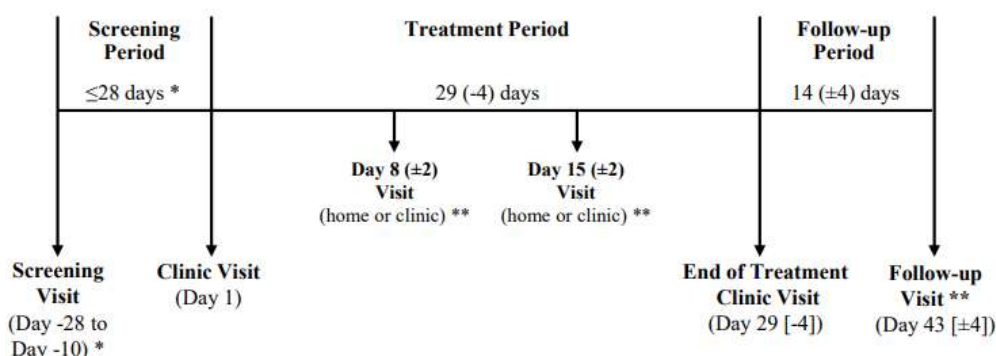 Screening
Period
Treatment Period
Follow-up
Period
≤28 days *
29 (-4) days
14 (±4) days
Day 8 (±2)
Visit
(home or clinic) **
Day 15 (±2)
Visit
(home or clinic) **
Screening
Visit
(Day -28 to
Day -10) *
Clinic Visit
(Day 1)
End of Treatment
Clinic Visit
(Day 29 [-4])
Follow-up
Visit **
(Day 43 [±4])